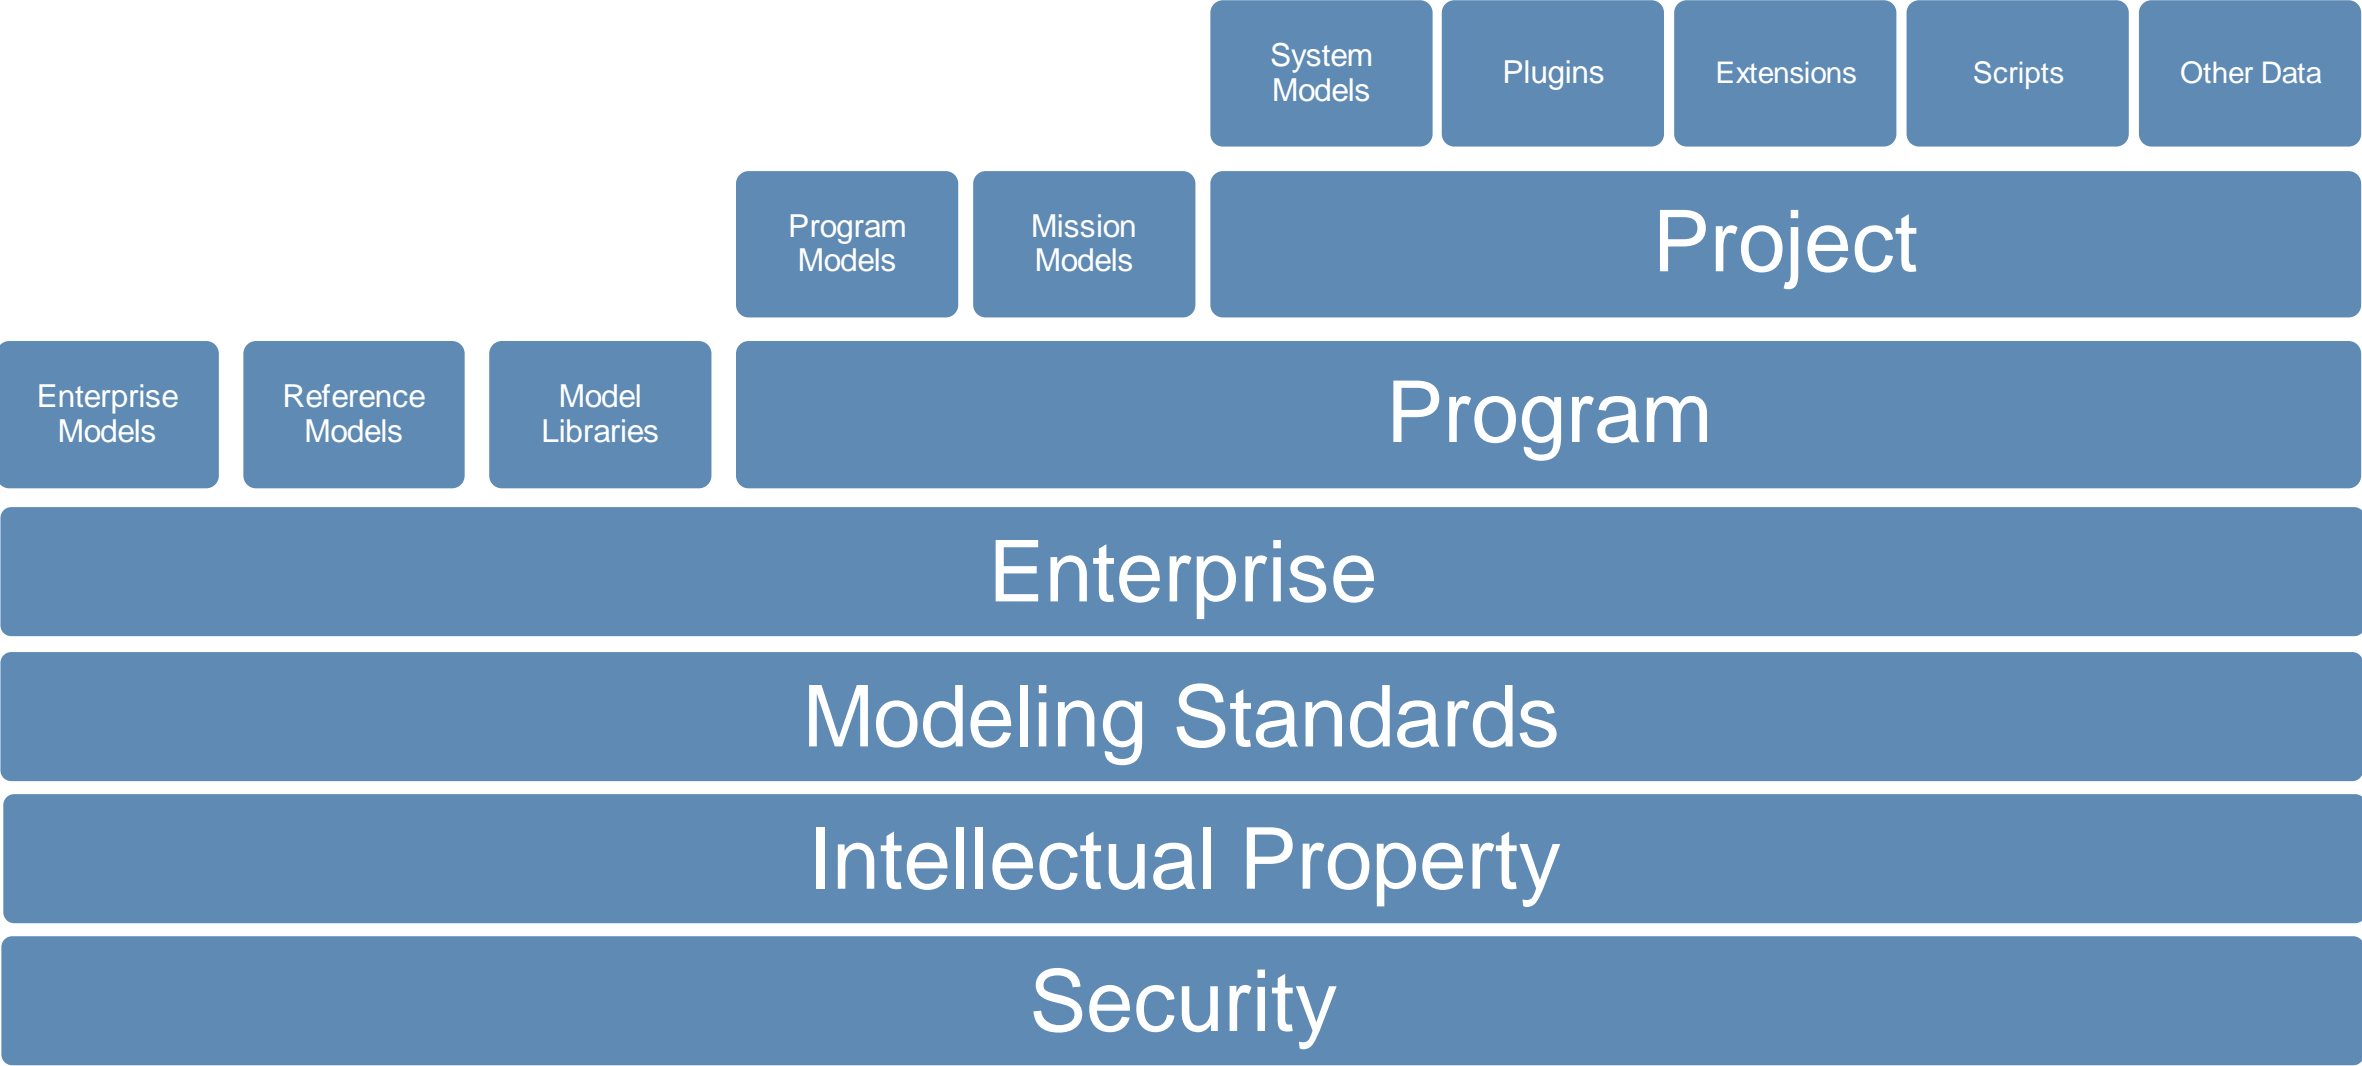 System
Models
Plugins
Extensions
Scripts
Other Data
Program
Models
Mission
Models
Project
Enterprise
Models
Reference
Models
Model
Libraries
Program
Enterprise
Modeling Standards
Intellectual Property
Security